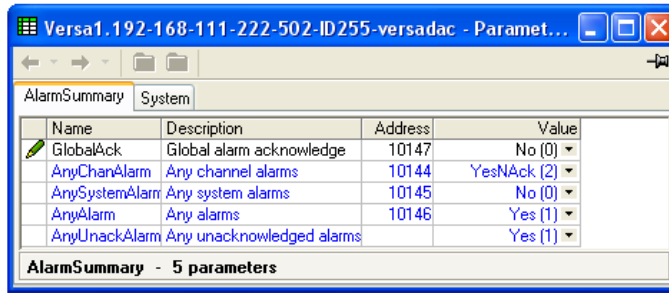 Versa1.192-168-111-222-502-ID255-versadac - Paramet...
AlarmSummary System
Name Description Address Value
GlobalAck Global alarm acknowledge 10147 No (0)
AnyChanAlarm Any channel alarms 10144 YesNAck (2)
AnySystemAlarm Any system alarms 10145 No (0)
AnyAlarm Any alarms 10146 Yes (1)
AnyUnackAlarm Any unacknowledged alarms Yes (1)
AlarmSummary - 5 parameters